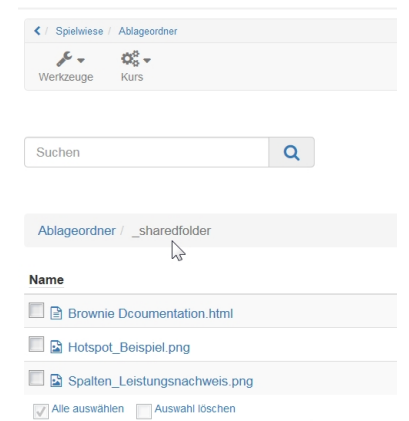 / Spielwiese / Ablageordner
Werkzeuge Kurs
Suchen
Ablageordner / _sharedfolder
Name
Brownie Dcoumentation.html
Hotspot_Beispiel.png
Spalten_Leistungsnachweis.png
Alle auswählen Auswahl löschen